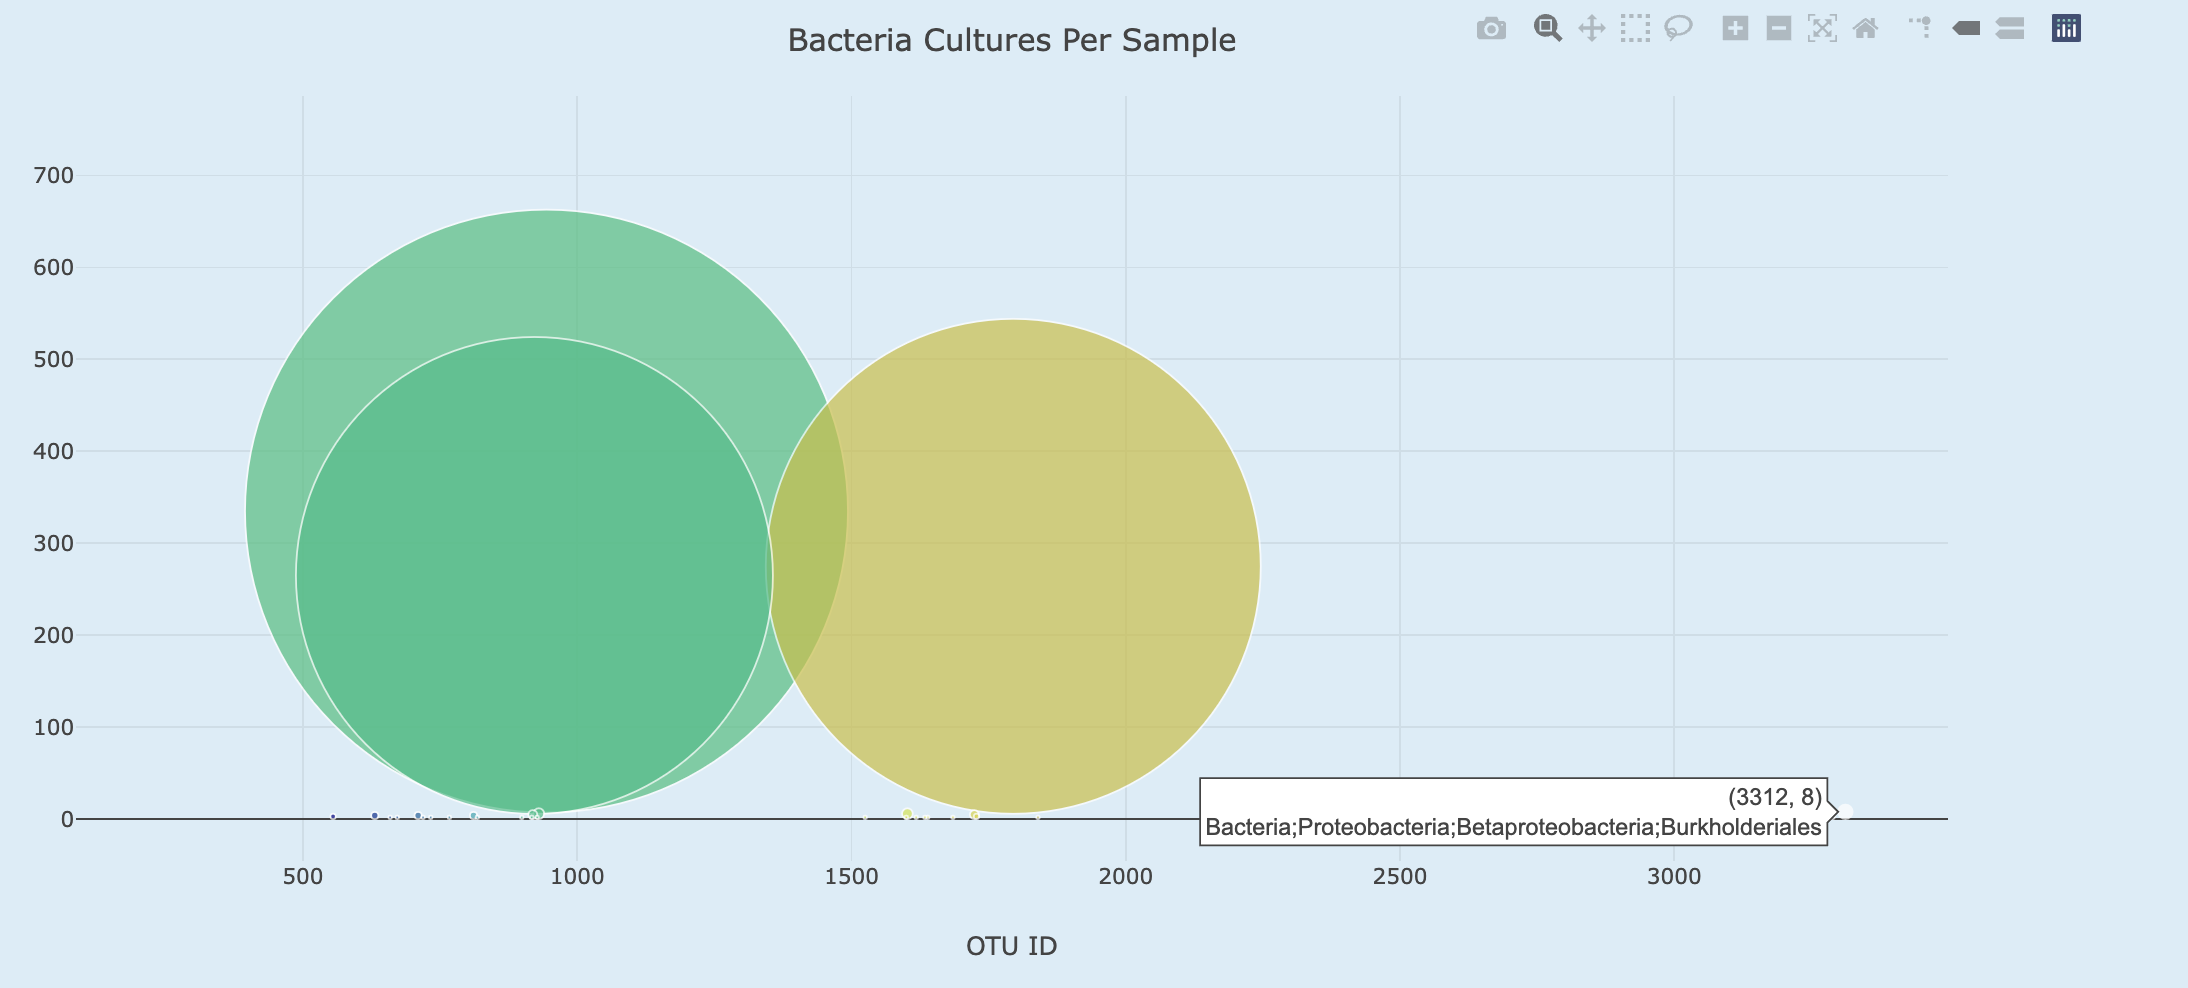 Bacteria Cultures Per Sample
700
600
500
400
300
200
100
0
(3312, 8)
Bacteria;Proteobacteria;Betaproteobacteria;Burkholderiales
500 1000 1500 2000 2500 3000
OTU ID